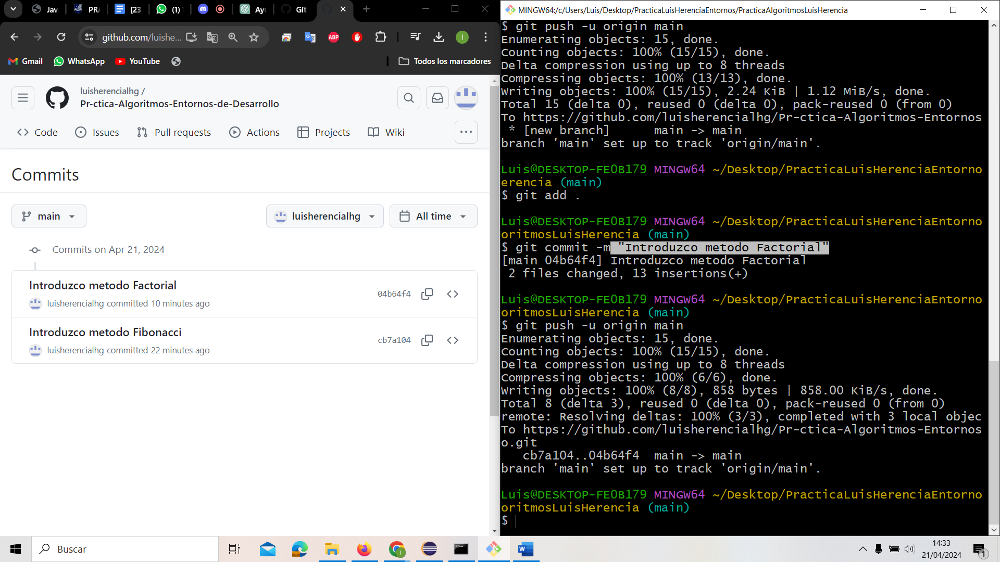 Jav
PRA
[23
(1)
Ayu
Git
github.com/luishe...
ABP
I
Gmail
WhatsApp
YouTube
Todos los marcadores
luisherencialhg /
Pr-ctica-Algoritmos-Entornos-de-Desarrollo
Code
Issues
Pull requests
Actions
Projects
Wiki
Commits
main
luisherencialhg
All time
Commits on Apr 21, 2024
Introduzco metodo Factorial
04b64f4
luisherencialhg committed 10 minutes ago
Introduzco metodo Fibonacci
cb7a104
luisherencialhg committed 22 minutes ago
MINGW64:/c/Users/Luis/Desktop/PracticaLuisHerenciaEntornos/PracticaAlgoritmosLuisHerencia
$ git push -u origin main
Enumerating objects: 15, done.
Counting objects: 100% (15/15), done.
Delta compression using up to 8 threads
Compressing objects: 100% (13/13), done.
Writing objects: 100% (15/15), 2.24 KiB | 1.12 MiB/s, done.
Total 15 (delta 0), reused 0 (delta 0), pack-reused 0 (from 0)
To https://github.com/luisherencialhg/Pr-ctica-Algoritmos-Entornos
* [new branch]      main -> main
branch 'main' set up to track 'origin/main'.
Luis@DESKTOP-FE0B179 MINGW64 ~/Desktop/PracticaLuisHerenciaEntorno
erencia (main)
$ git add .
Luis@DESKTOP-FE0B179 MINGW64 ~/Desktop/PracticaLuisHerenciaEntorno
oritmosLuisHerencia (main)
$ git commit -m "Introduzco metodo Factorial"
[main 04b64f4] Introduzco metodo Factorial
2 files changed, 13 insertions(+)
Luis@DESKTOP-FE0B179 MINGW64 ~/Desktop/PracticaLuisHerenciaEntorno
oritmosLuisHerencia (main)
$ git push -u origin main
Enumerating objects: 15, done.
Counting objects: 100% (15/15), done.
Delta compression using up to 8 threads
Compressing objects: 100% (6/6), done.
Writing objects: 100% (8/8), 858 bytes | 858.00 KiB/s, done.
Total 8 (delta 3), reused 0 (delta 0), pack-reused 0 (from 0)
remote: Resolving deltas: 100% (3/3), completed with 3 local objec
To https://github.com/luisherencialhg/Pr-ctica-Algoritmos-Entornos
o.git
cb7a104..04b64f4  main -> main
branch 'main' set up to track 'origin/main'.
Luis@DESKTOP-FE0B179 MINGW64 ~/Desktop/PracticaLuisHerenciaEntorno
oritmosLuisHerencia (main)
$
Buscar
14:33
21/04/2024
1